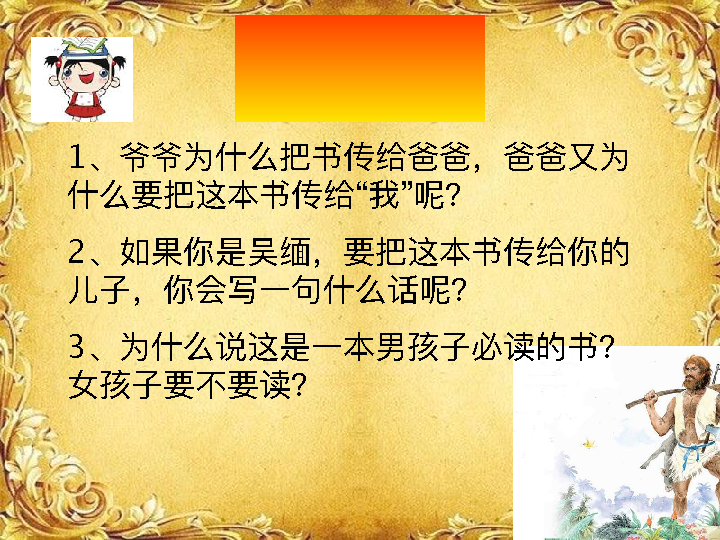 1、爷爷为什么把书传给爸爸，爸爸又为
什么要把这本书传给“我”呢？
2、如果你是吴缅，要把这本书传给你的
儿子，你会写一句什么话呢？
3、为什么说这是一本男孩子必读的书？
女孩子要不要读？